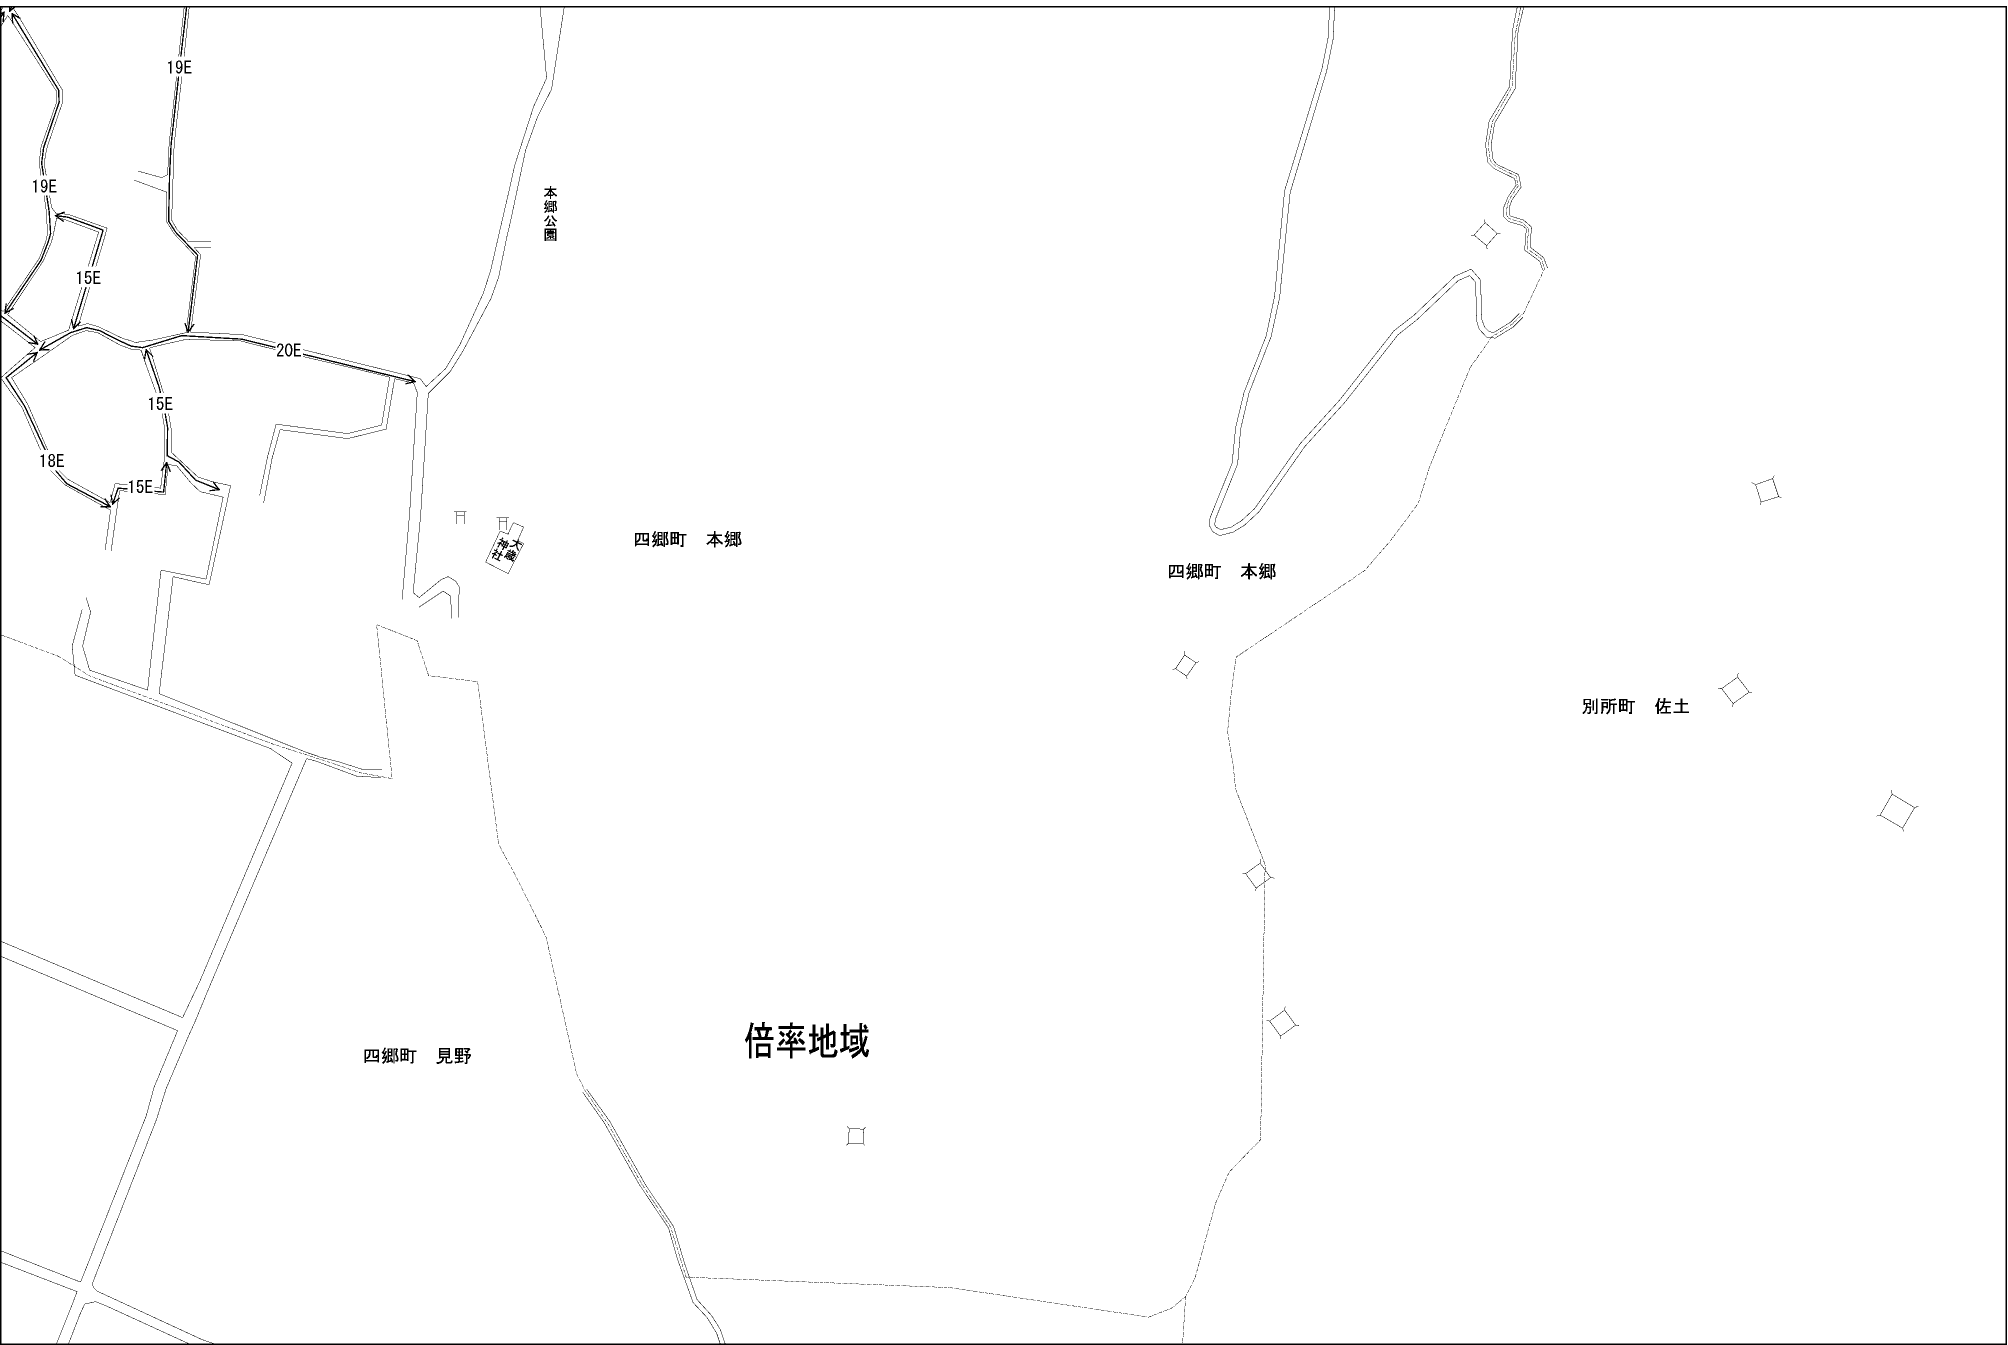 19E
19E
本郷公園
15E
20E
15E
18E
15E
大歳
神社
四郷町 本郷
四郷町 本郷
別所町 佐土
倍率地域
四郷町 見野